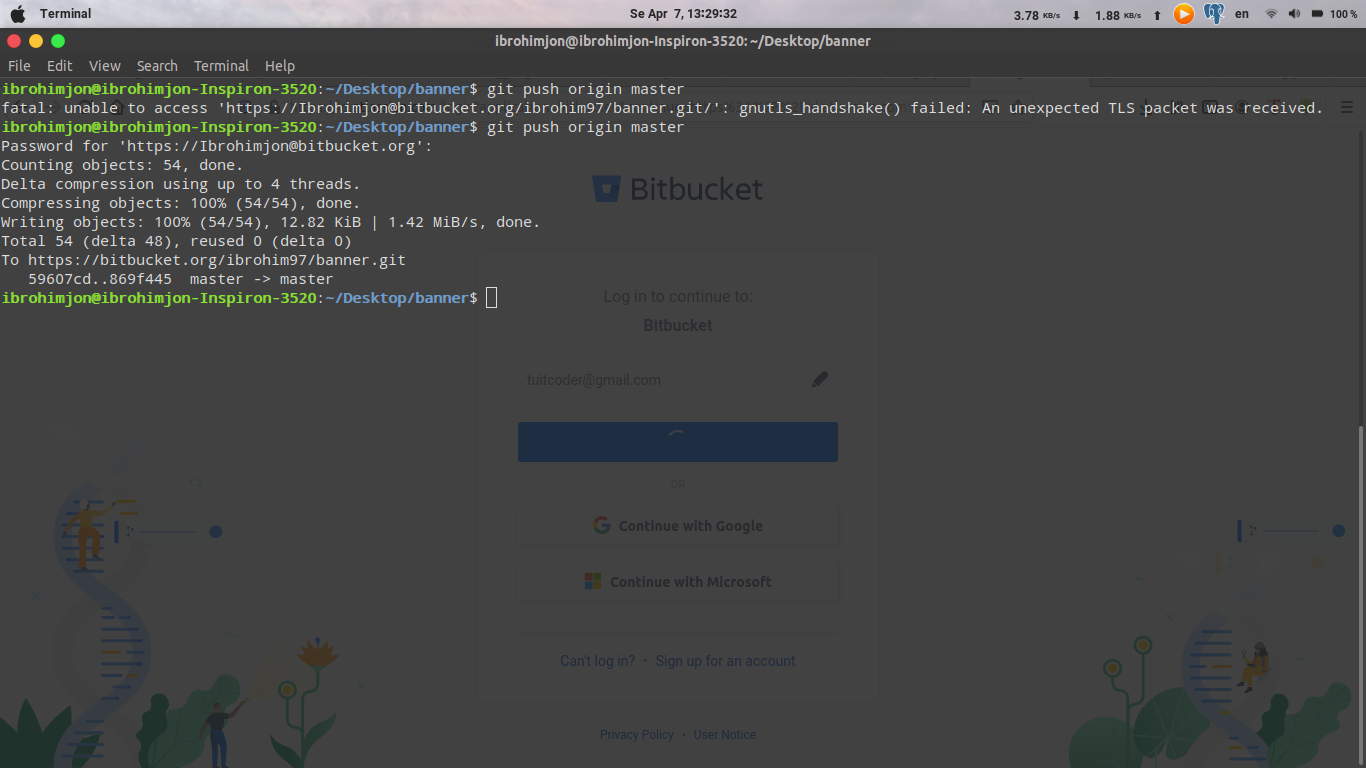 Terminal
Se Apr 7, 13:29:32
3.78 KB/s ⬇ 1.88 KB/s ⬆
en
100 %
ibrohimjon@ibrohimjon-Inspiron-3520: ~/Desktop/banner
File Edit View Search Terminal Help
ibrohimjon@ibrohimjon-Inspiron-3520:~/Desktop/banner$ git push origin master
fatal: unable to access 'https://Ibrohimjon@bitbucket.org/ibrohim97/banner.git/': gnutls_handshake() failed: An unexpected TLS packet was received.
ibrohimjon@ibrohimjon-Inspiron-3520:~/Desktop/banner$ git push origin master
Password for 'https://Ibrohimjon@bitbucket.org':
Counting objects: 54, done.
Delta compression using up to 4 threads.
Compressing objects: 100% (54/54), done.
Writing objects: 100% (54/54), 12.82 KiB | 1.42 MiB/s, done.
Total 54 (delta 48), reused 0 (delta 0)
To https://bitbucket.org/ibrohim97/banner.git
   59607cd..869f445  master -> master
ibrohimjon@ibrohimjon-Inspiron-3520:~/Desktop/banner$
Bitbucket
Log in to continue to:
Bitbucket
tuitcoder@gmail.com
OR
Continue with Google
Continue with Microsoft
Can't log in? • Sign up for an account
Privacy Policy • User Notice